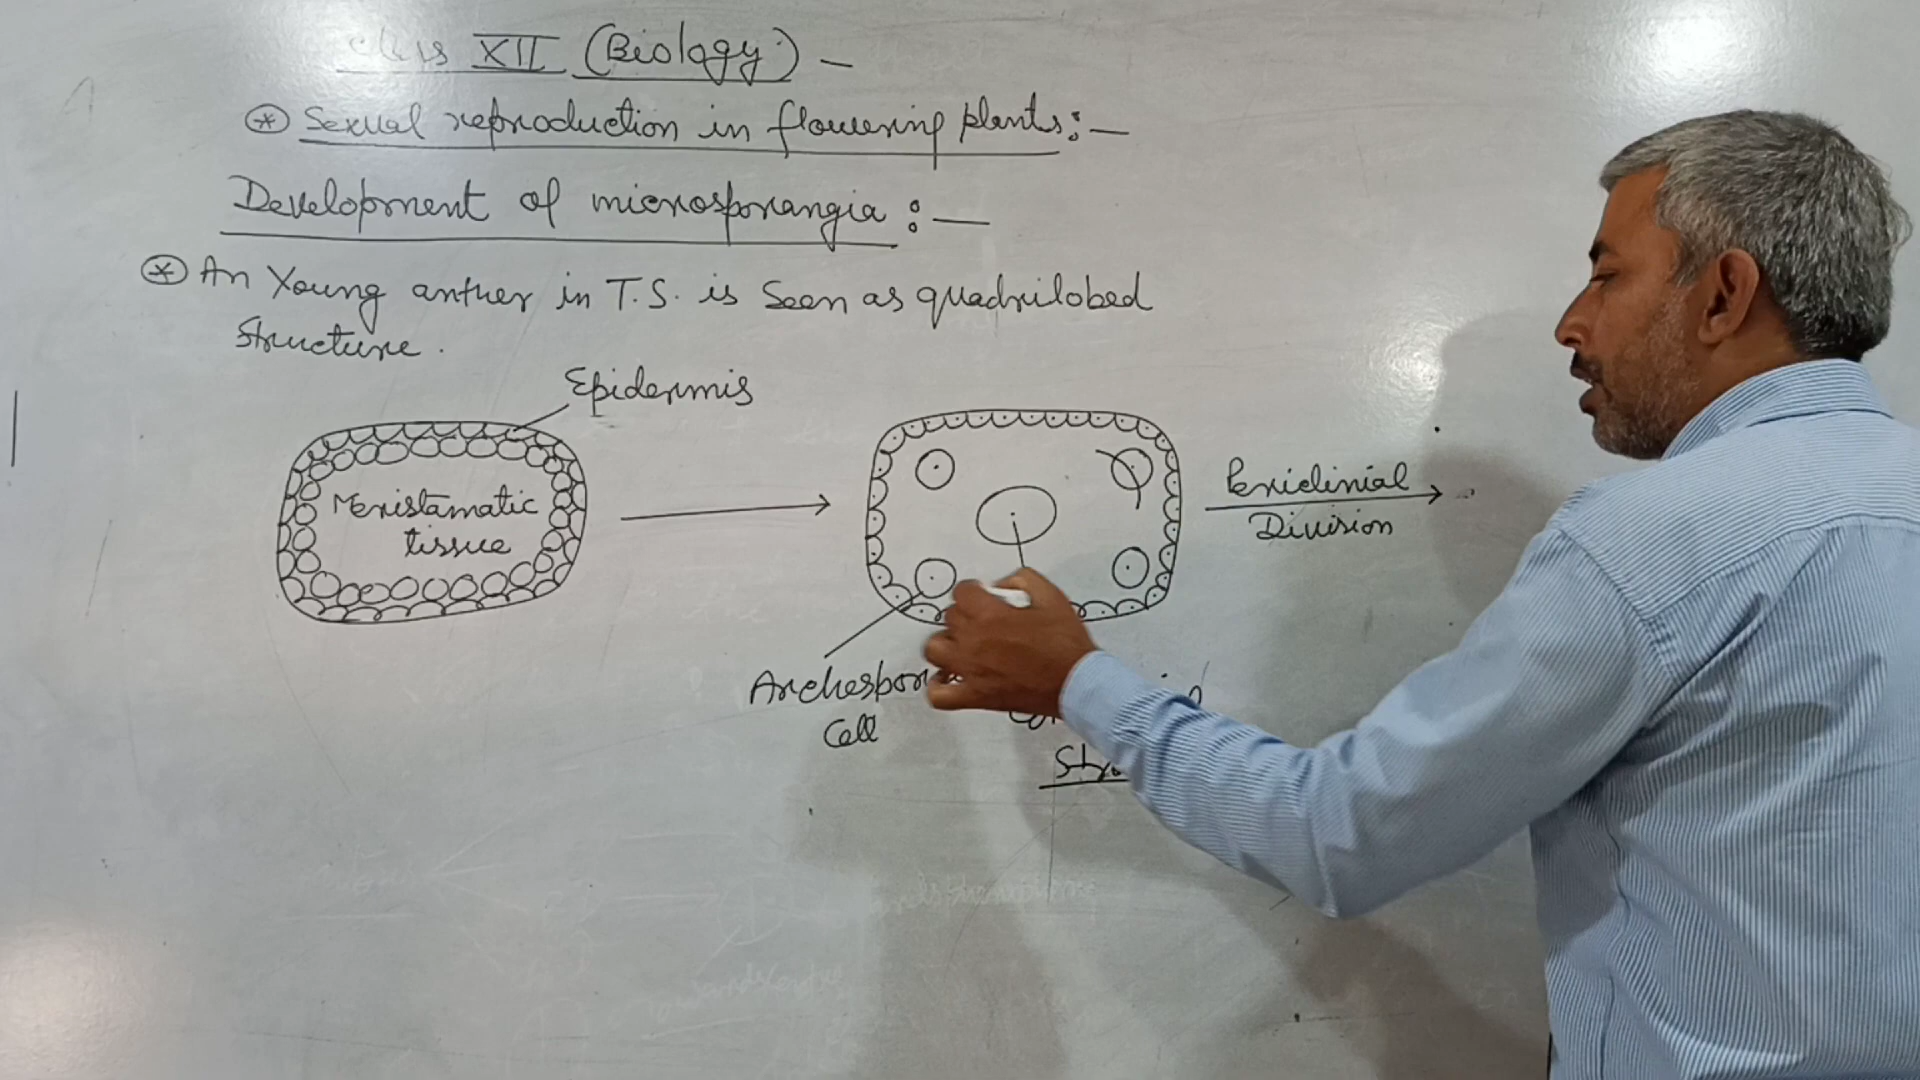 Class XII (Biology) –
* Sexual reproduction in flowering plants :–
Development of microsporangia :–
* An Young anther in T.S. is Seen as quadrilobed
Structure.
Epidermis
Meristamatic
tissue
Periclinial
Division
Cell